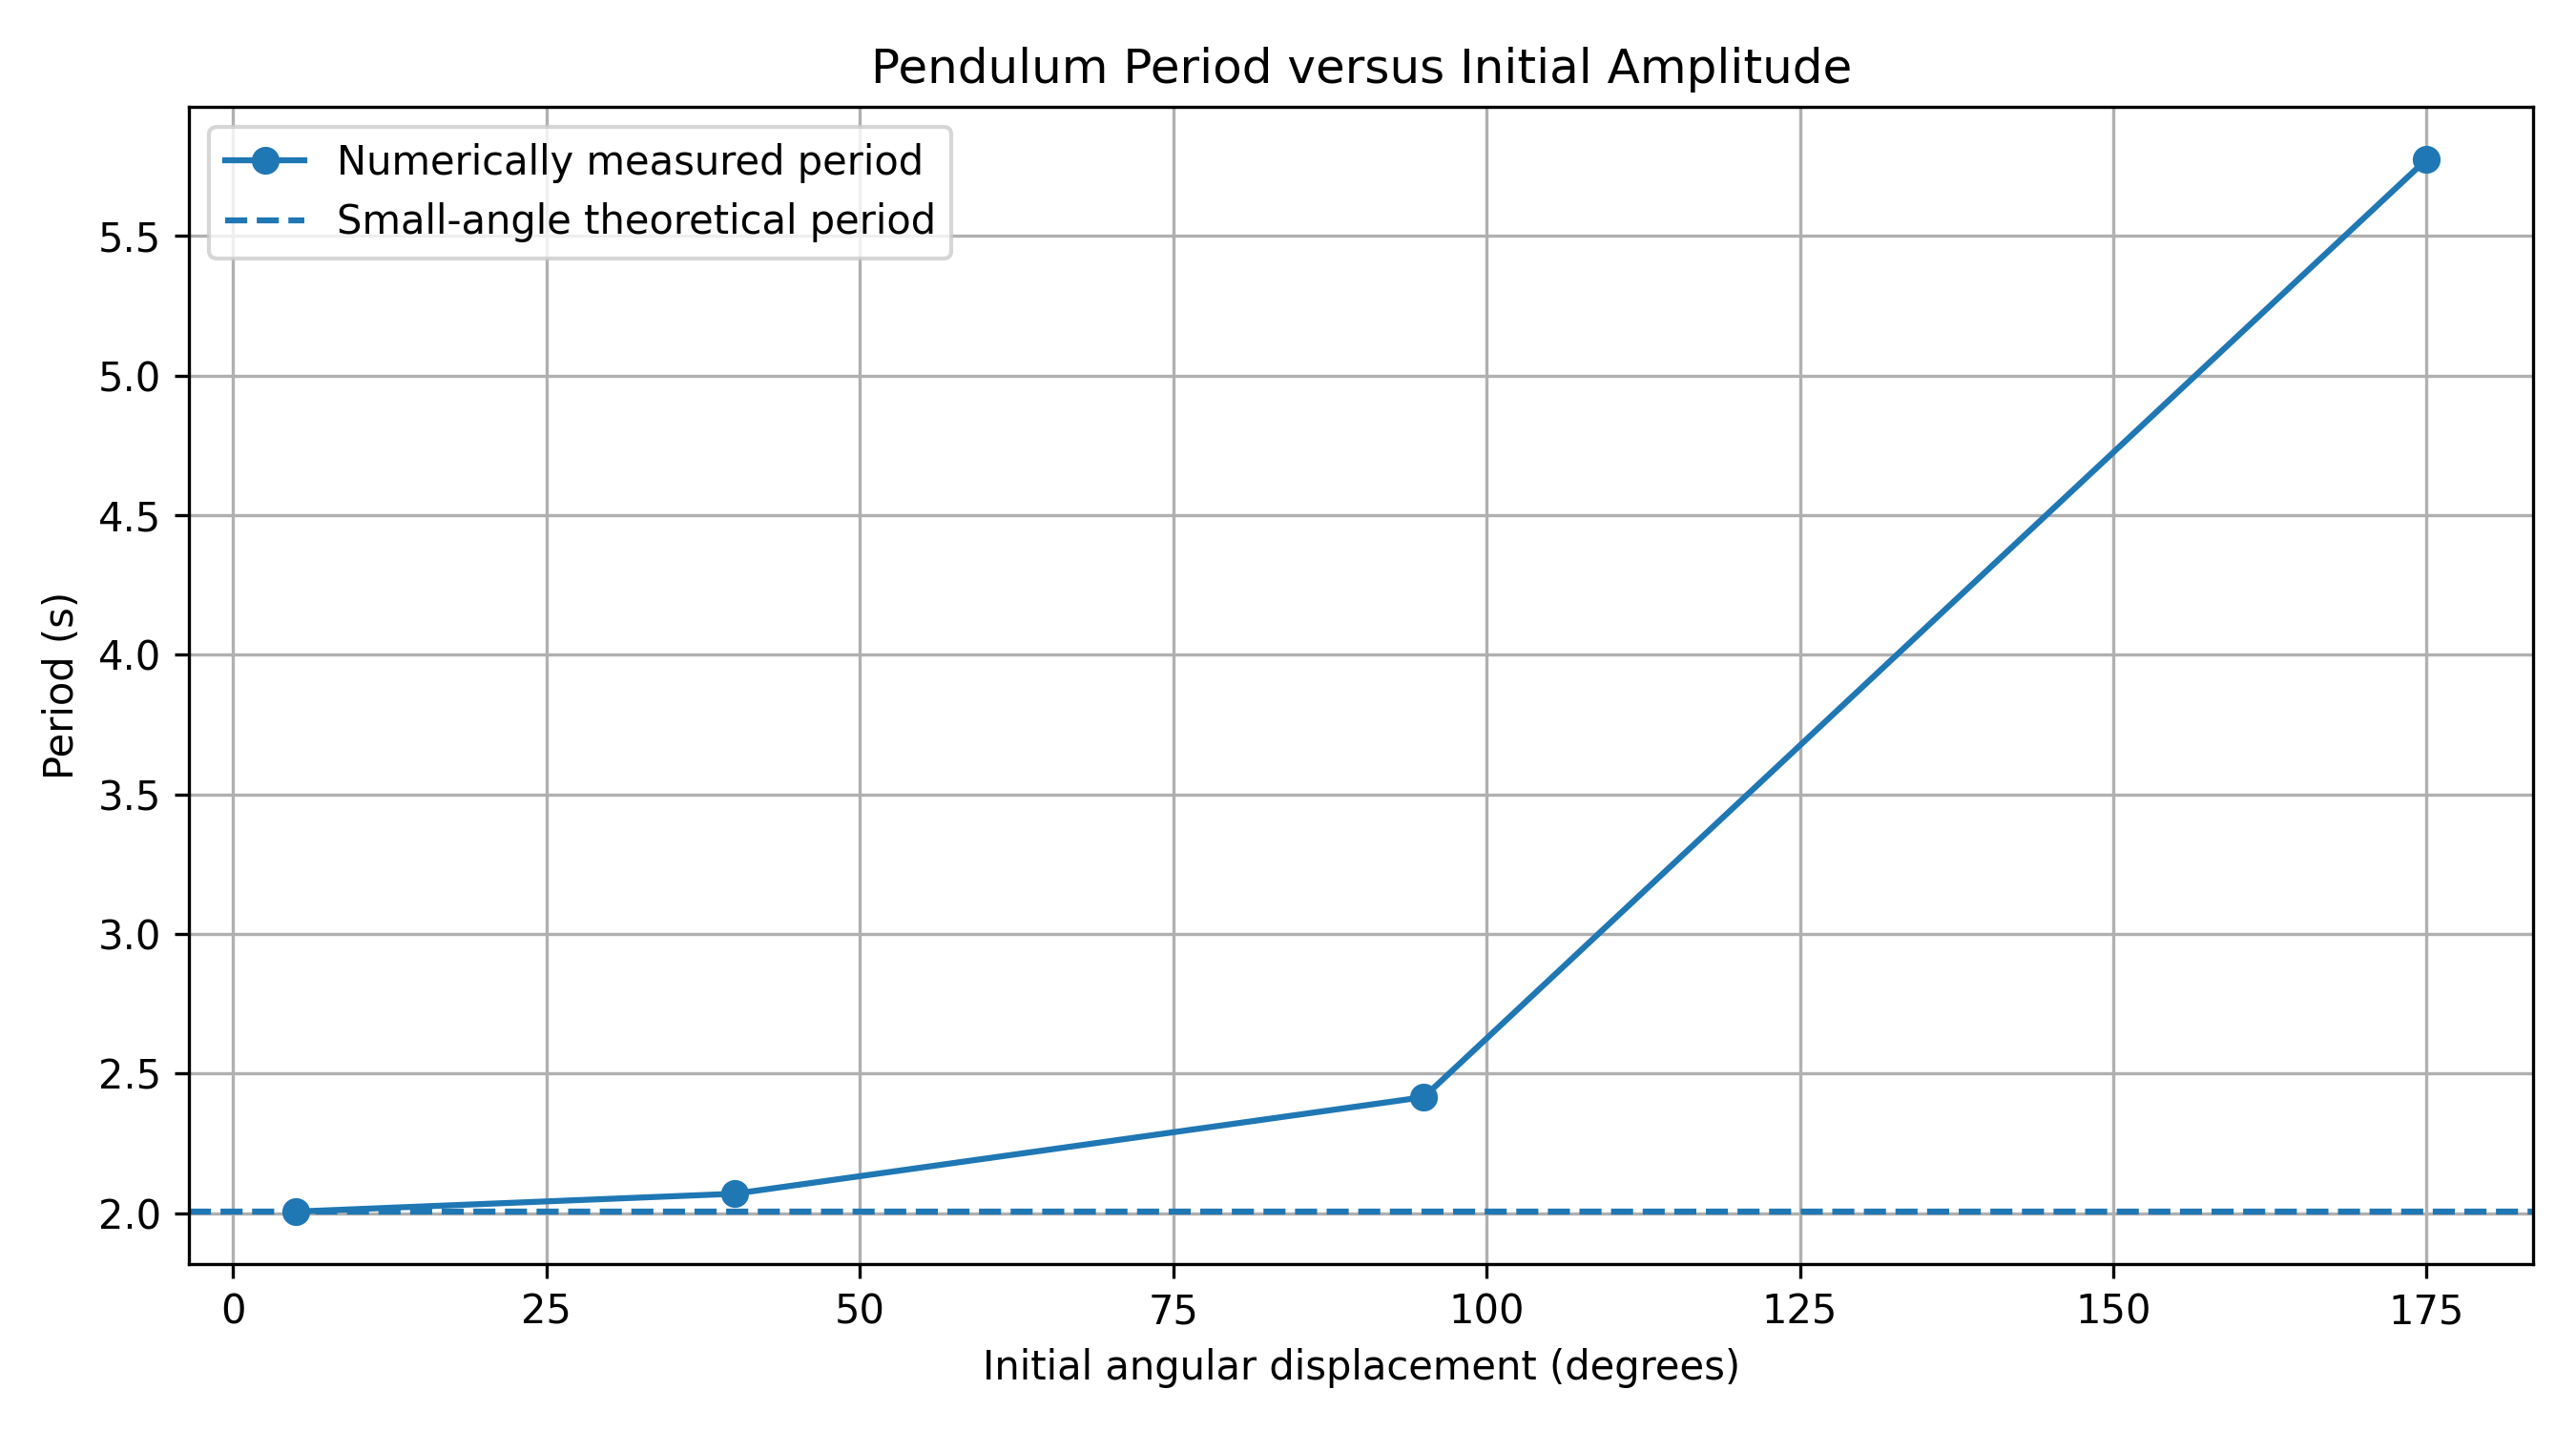 Pendulum Period versus Initial Amplitude
Numerically measured period
Small-angle theoretical period
Period (s)
5.5
5.0
4.5
4.0
3.5
3.0
2.5
2.0
0 25 50 75 100 125 150 175
Initial angular displacement (degrees)